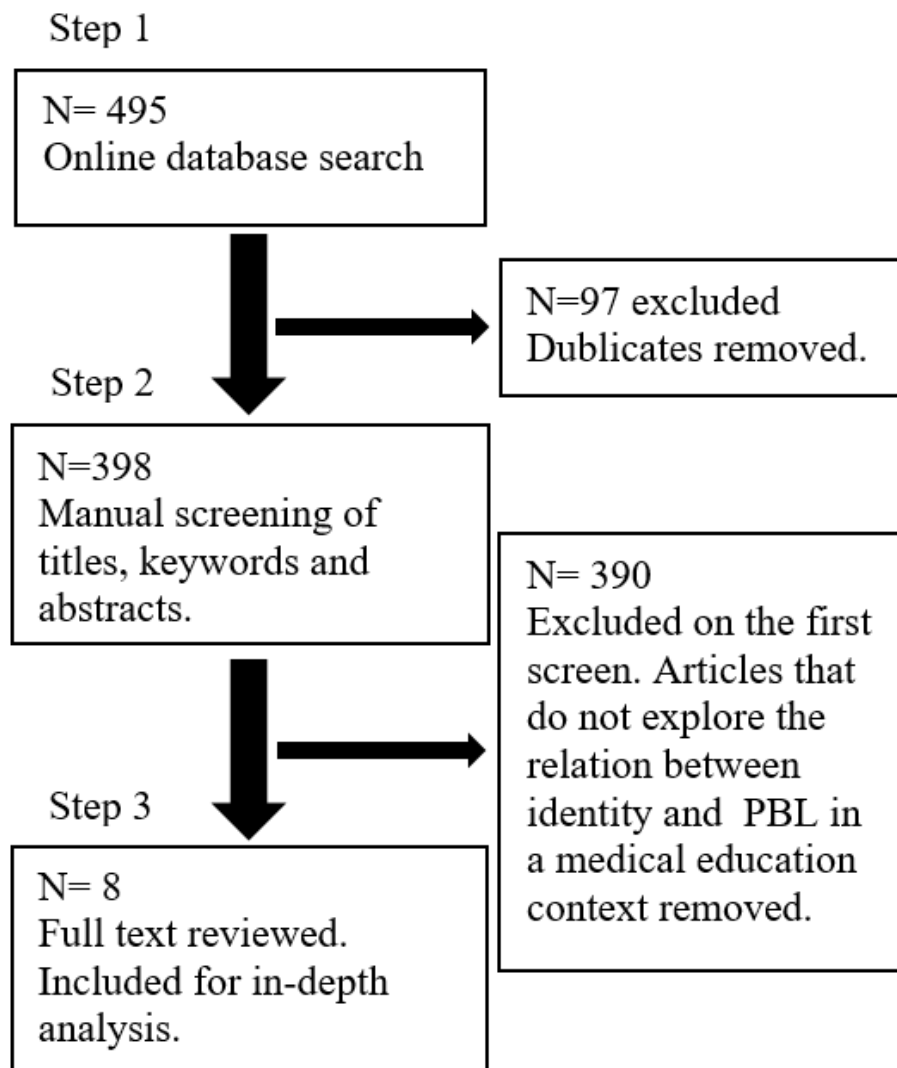 Step 1
N= 495
Online database search
N=97 excluded
Dublicates removed.
Step 2
N=398
Manual screening of
titles, keywords and
abstracts.
N= 390
Excluded on the first
screen. Articles that
do not explore the
relation between
identity and PBL in
a medical education
context removed.
Step 3
N= 8
Full text reviewed.
Included for in-depth
analysis.